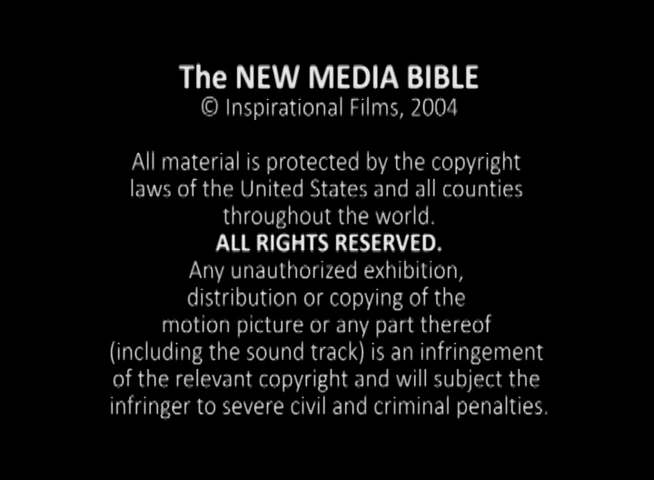 The NEW MEDIA BIBLE
© Inspirational Films, 2004
All material is protected by the copyright
laws of the United States and all counties
throughout the world.
ALL RIGHTS RESERVED.
Any unauthorized exhibition,
distribution or copying of the
motion picture or any part thereof
(including the sound track) is an infringement
of the relevant copyright and will subject the
infringer to severe civil and criminal penalties.